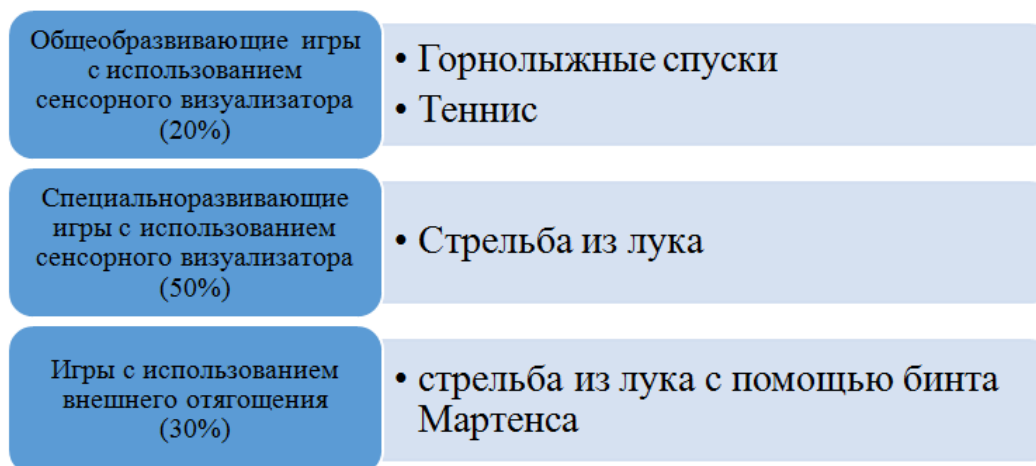 Общеобразвивающие игры
с использованием
сенсорного визуализатора
(20%)
• Горнолыжные спуски
• Теннис
Специальноразвивающие
игры с использованием
сенсорного визуализатора
(50%)
• Стрельба из лука
Игры с использованием
внешнего отягощения
(30%)
• стрельба из лука с помощью бинта
Мартенса